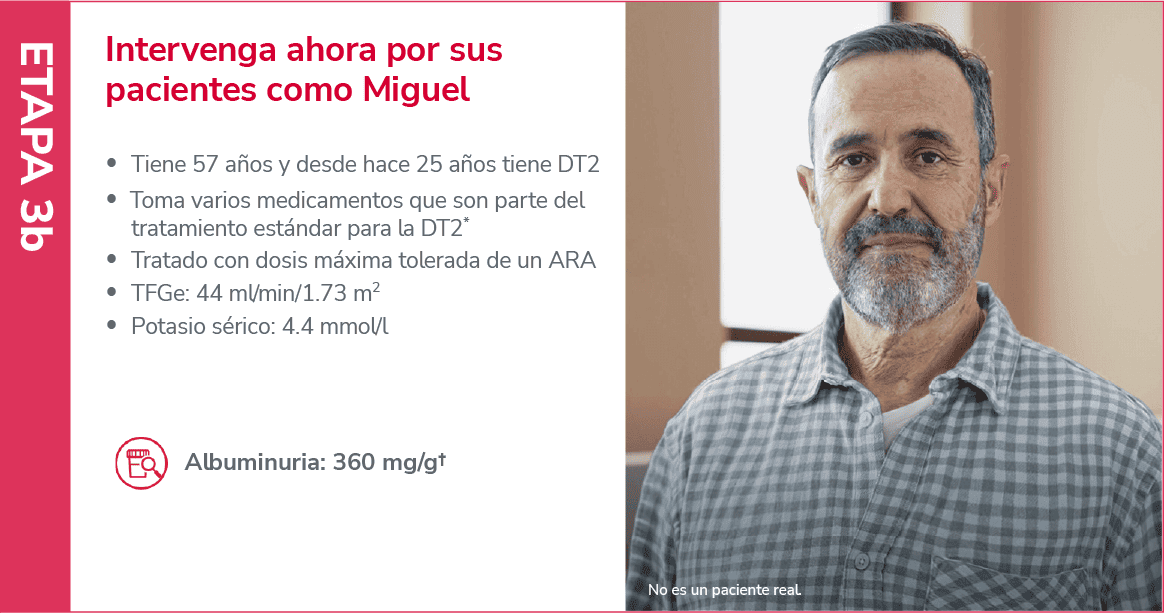 ETAPA 3b
Intervenga ahora por sus
pacientes como Miguel
• Tiene 57 años y desde hace 25 años tiene DT2
• Toma varios medicamentos que son parte del
tratamiento estándar para la DT2*
• Tratado con dosis máxima tolerada de un ARA
• TFGe: 44 ml/min/1.73 m²
• Potasio sérico: 4.4 mmol/l
Albuminuria: 360 mg/g†
No es un paciente real.